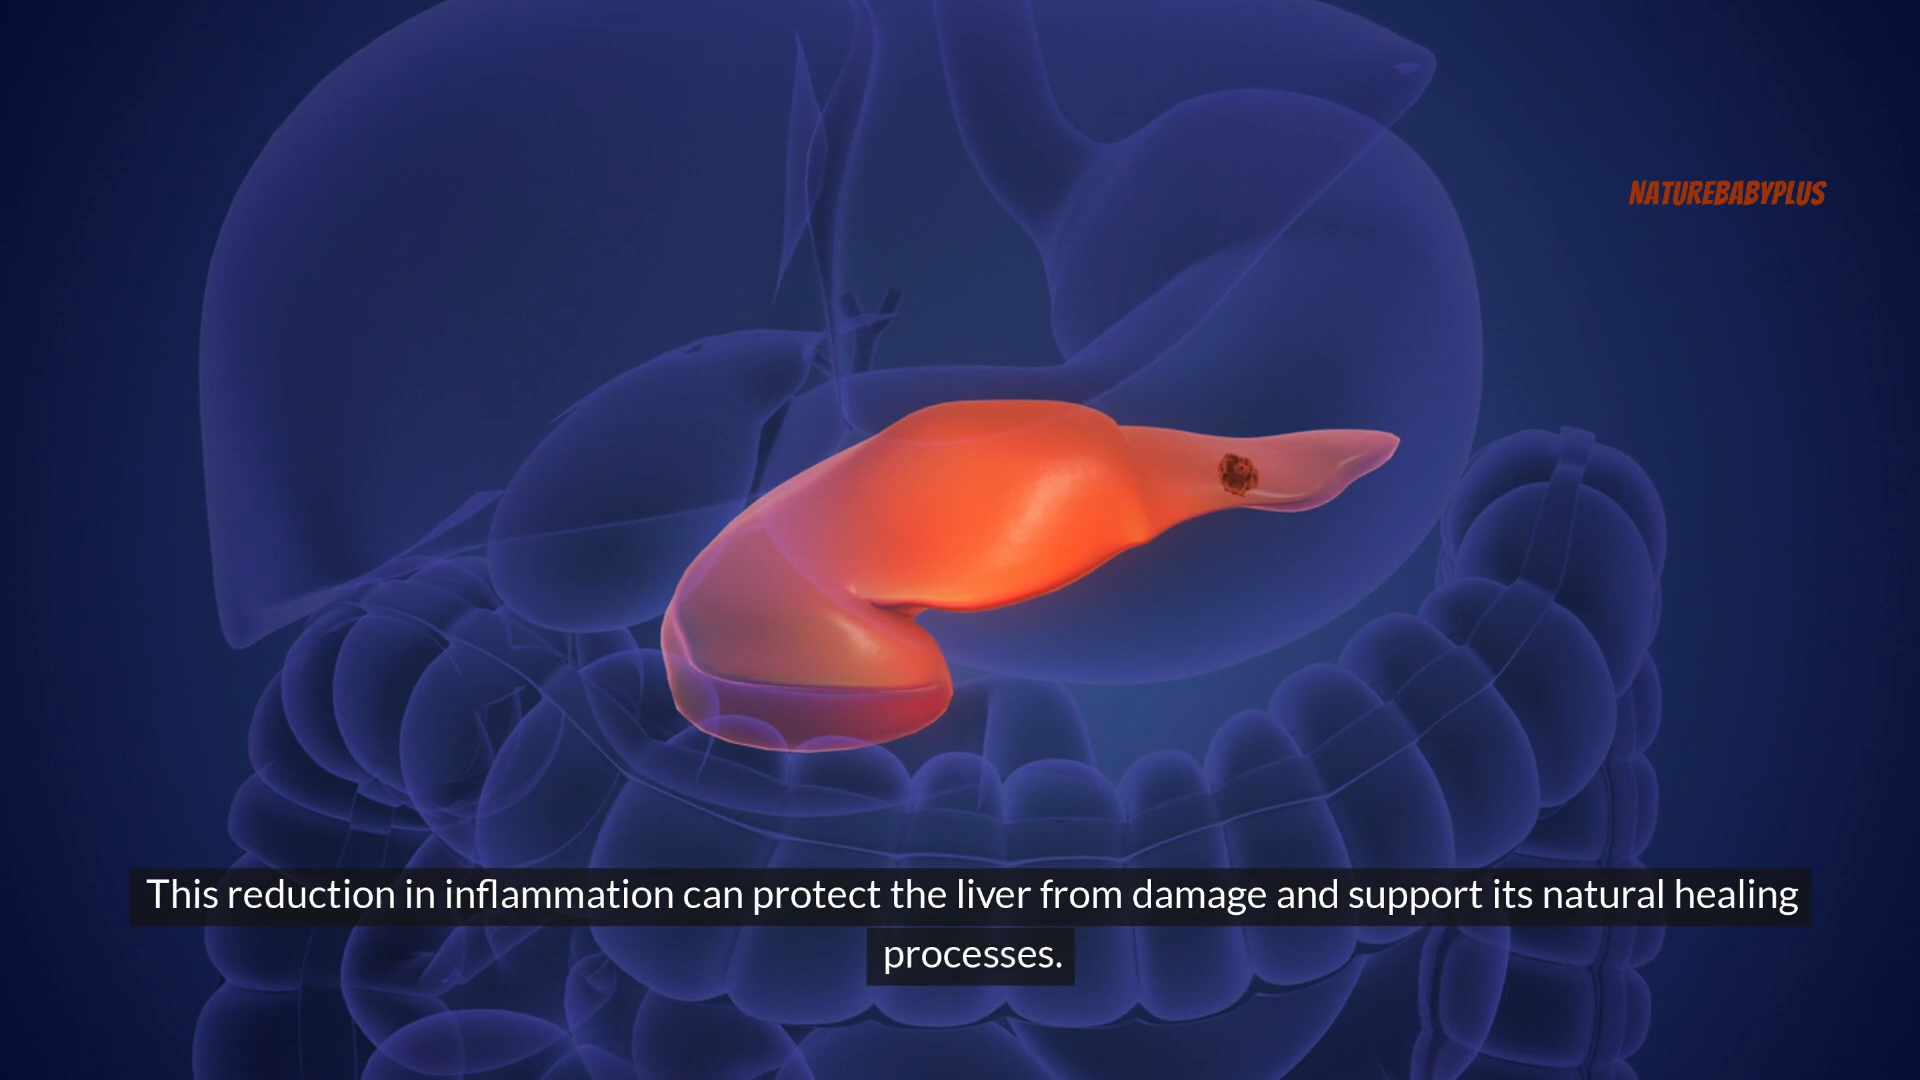 NATUREBABYPLUS
This reduction in inflammation can protect the liver from damage and support its natural healing
processes.